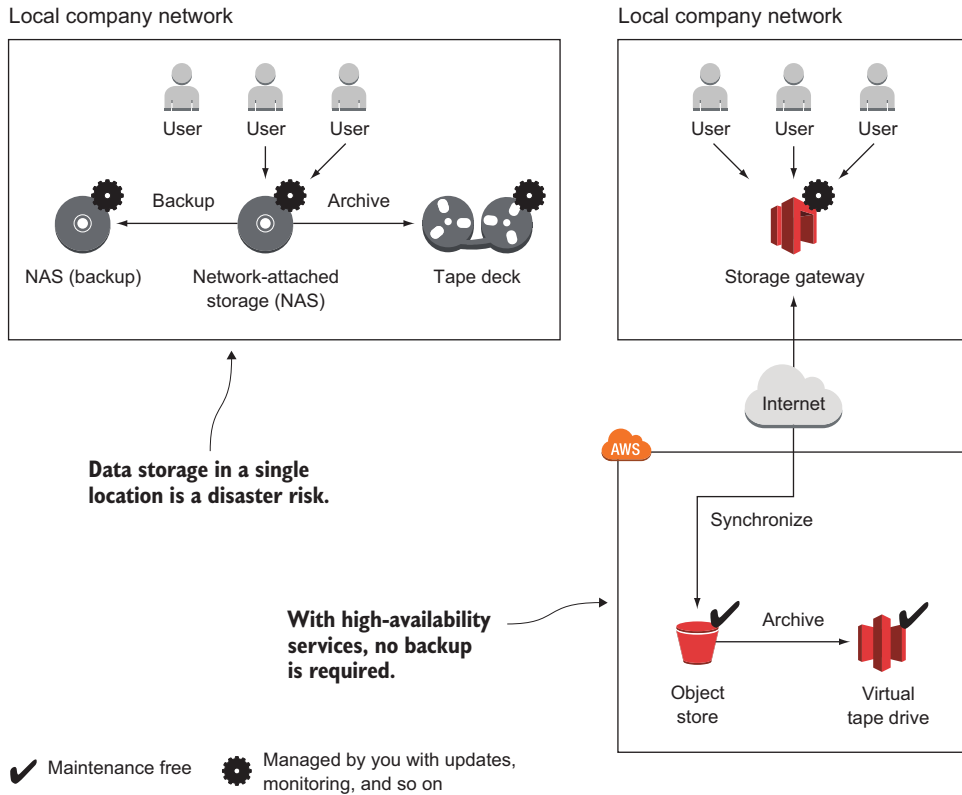 Local company network
User
User
User
Backup
Archive
NAS (backup)
Network-attached
storage (NAS)
Tape deck
Data storage in a single
location is a disaster risk.
Local company network
User
User
User
Storage gateway
Internet
AWS
Synchronize
With high-availability
services, no backup
is required.
Archive
Object
store
Virtual
tape drive
Maintenance free
Managed by you with updates,
monitoring, and so on